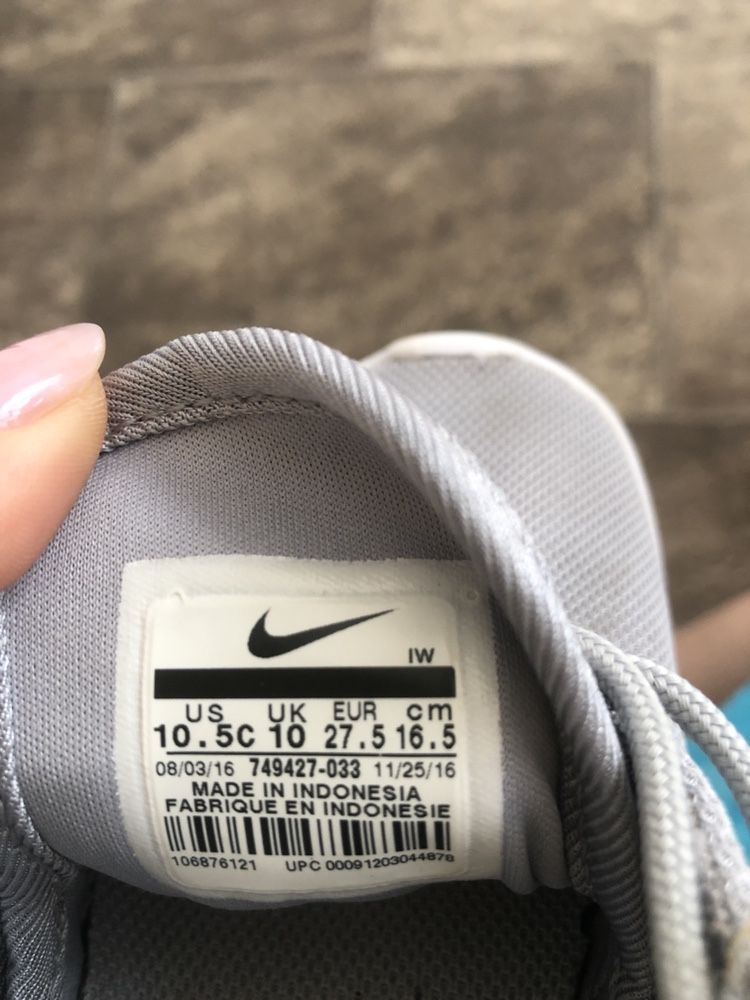 IW
US UK EUR cm
10.5C 10 27.5 16.5
08/03/16 749427-033 11/25/16
MADE IN INDONESIA
FABRIQUE EN INDONESIE
106876121 UPC 00091203044878